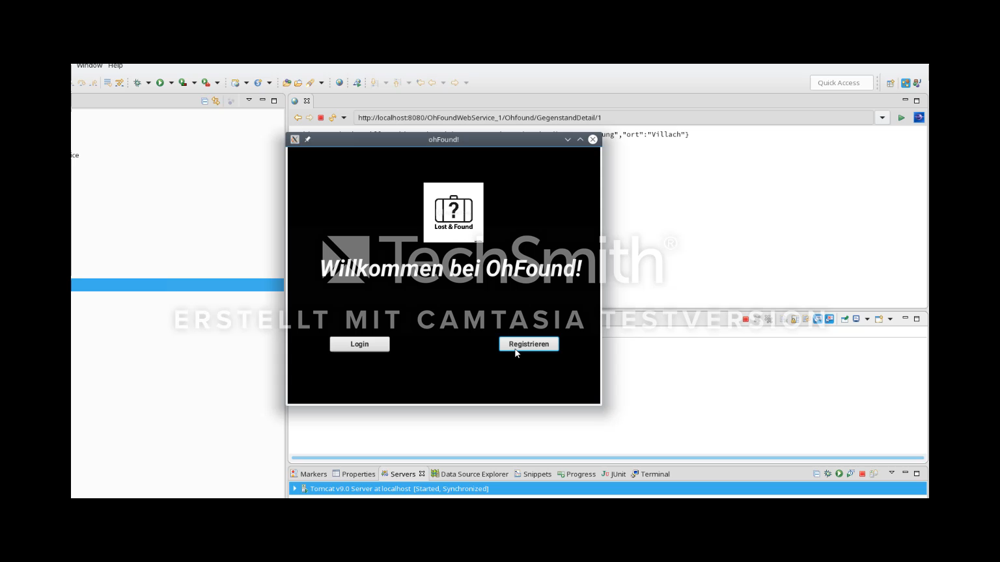 Window Help
Quick Access
http://localhost:8080/OhFoundWebService_1/Ohfound/GegenstandDetail/1
ung","ort":"Villach"}
ohFound!
ice
?
Lost & Found
TechSmith®
Willkommen bei OhFound!
ERSTELLT MIT CAMTASIA TESTVERSION
Login Registrieren
Markers Properties Servers Data Source Explorer Snippets Progress JUnit Terminal
Tomcat v9.0 Server at localhost [Started, Synchronized]